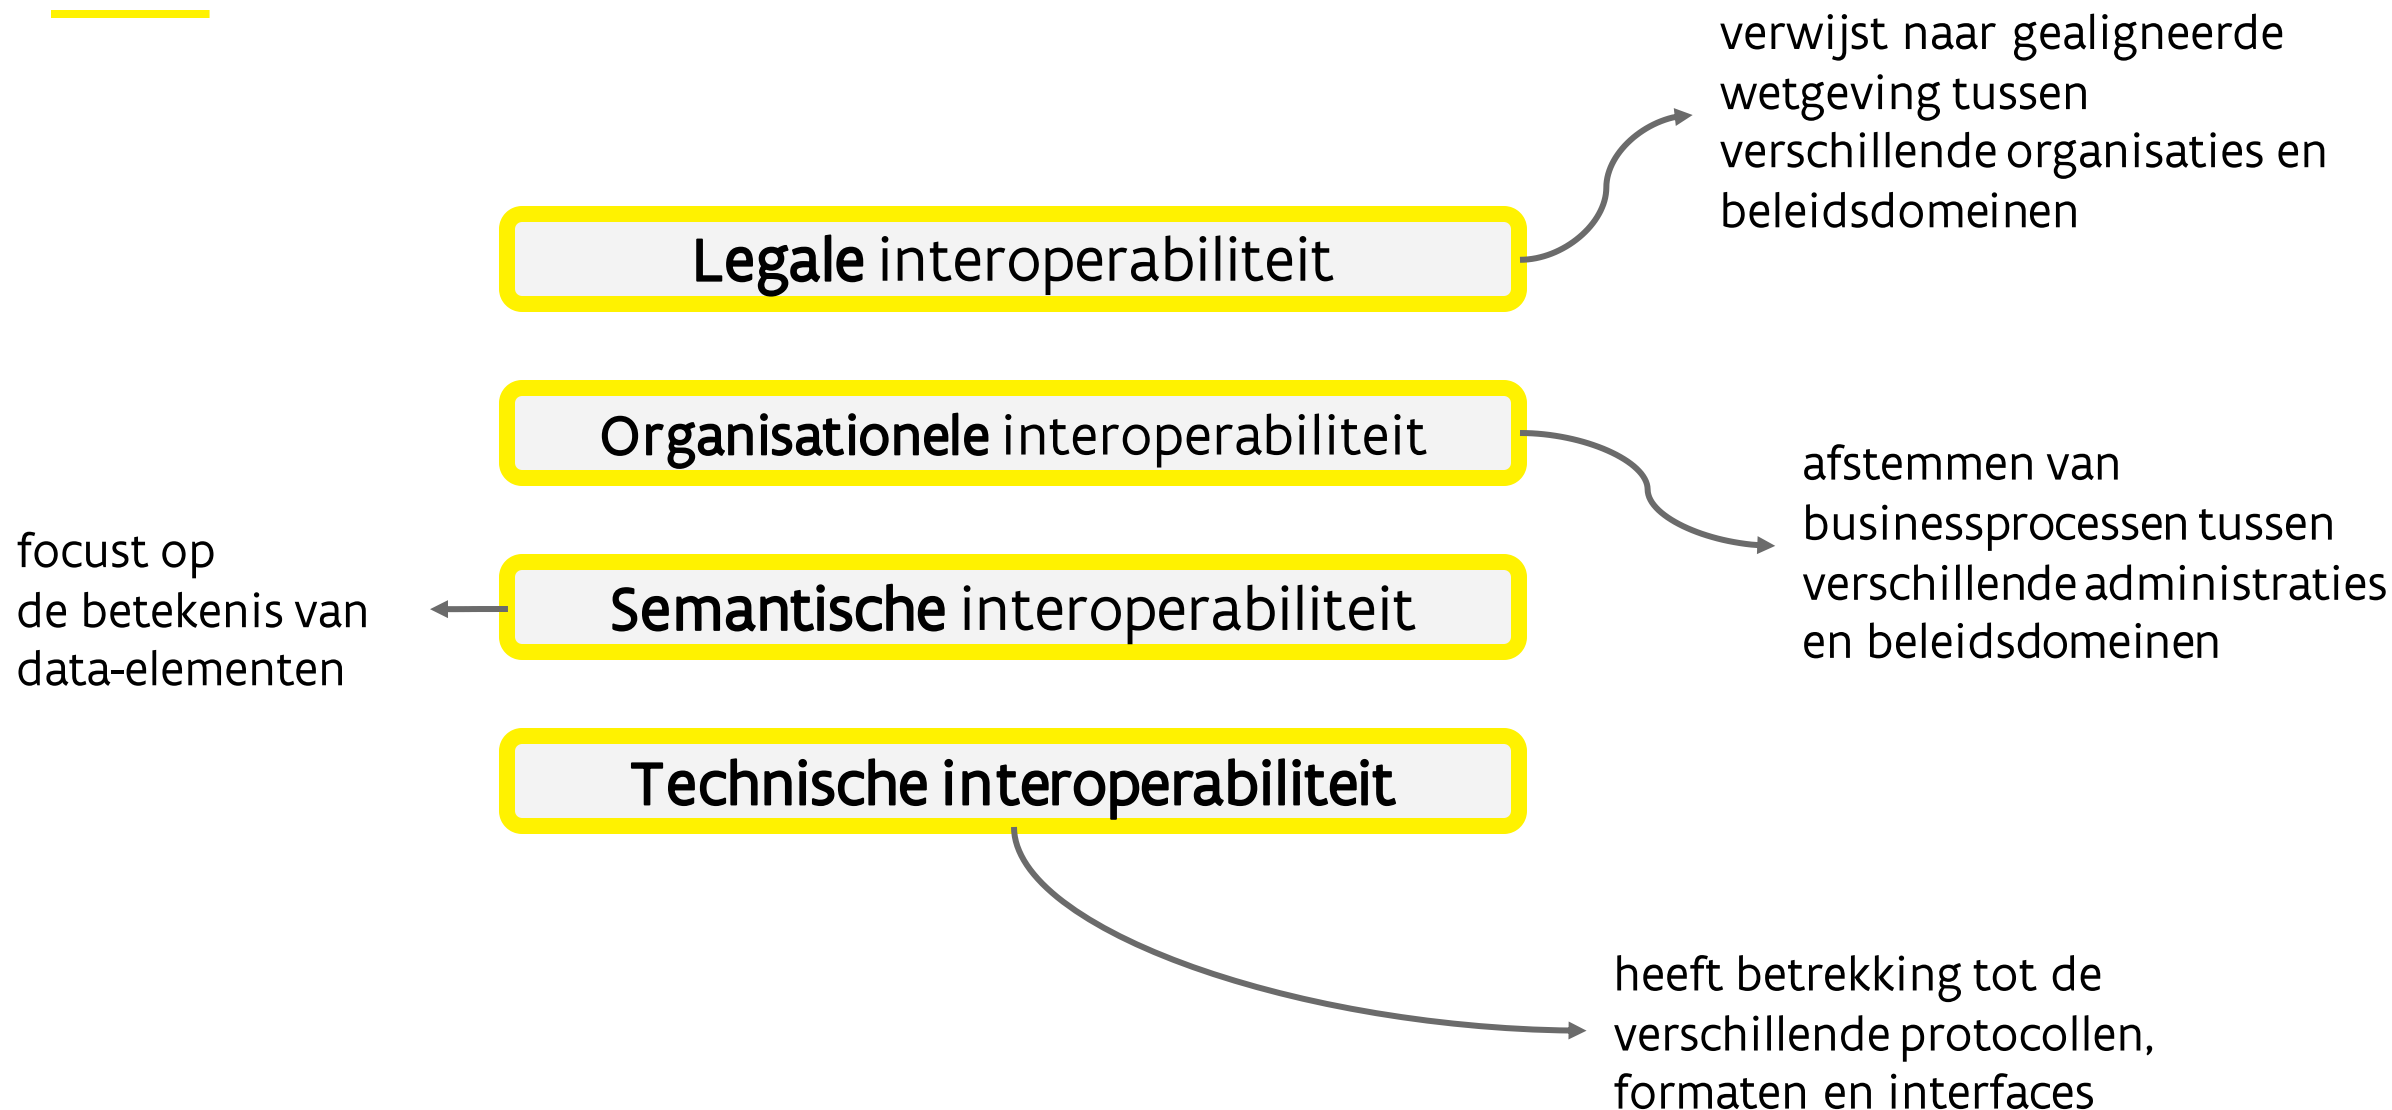 verwijst naar gealigneerde
wetgeving tussen
verschillende organisaties en
beleidsdomeinen
Legale interoperabiliteit
Organisationele interoperabiliteit
afstemmen van
businessprocessen tussen
verschillende administraties
en beleidsdomeinen
focust op
de betekenis van
data-elementen
Semantische interoperabiliteit
Technische interoperabiliteit
heeft betrekking tot de
verschillende protocollen,
formaten en interfaces